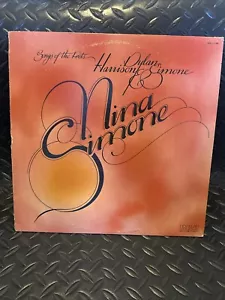 Songs of the Poets
Dylan
Harrison & Simone
Nina
Simone